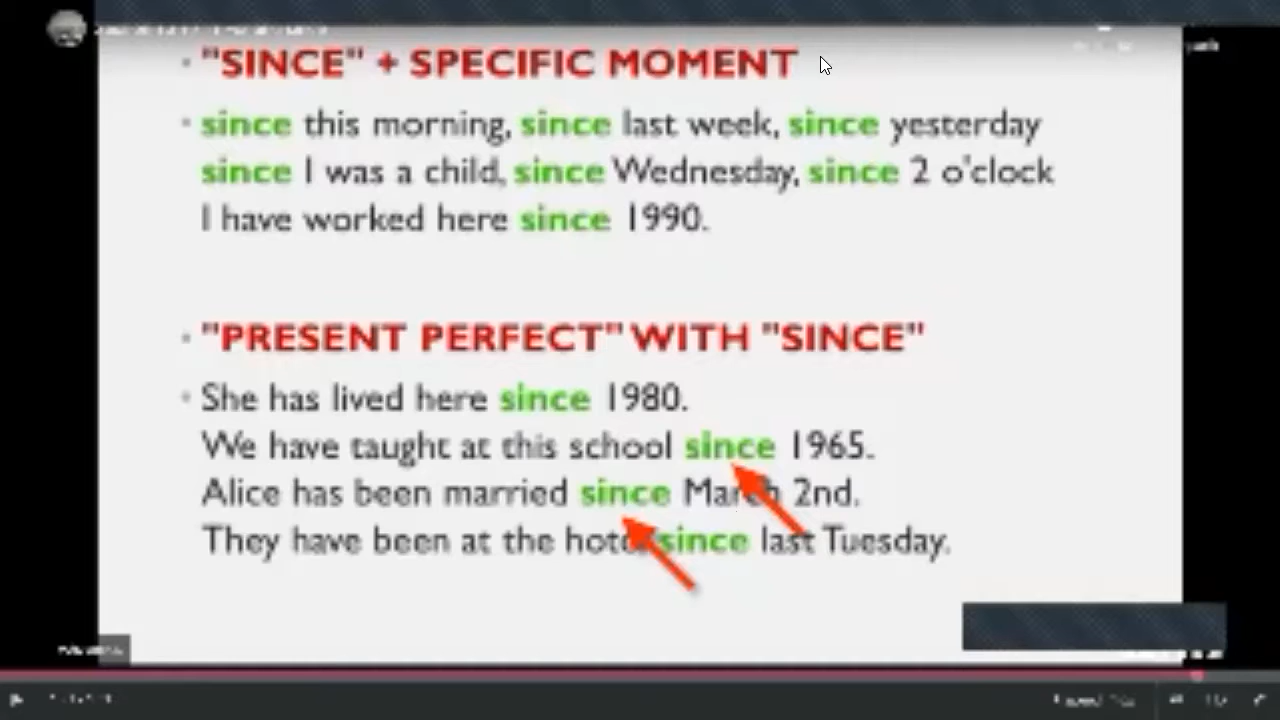 "SINCE" + SPECIFIC MOMENT
since this morning, since last week, since yesterday
since I was a child, since Wednesday, since 2 o'clock
I have worked here since 1990.
"PRESENT PERFECT" WITH "SINCE"
She has lived here since 1980.
We have taught at this school since 1965.
Alice has been married since March 2nd.
They have been at the hotel since last Tuesday.